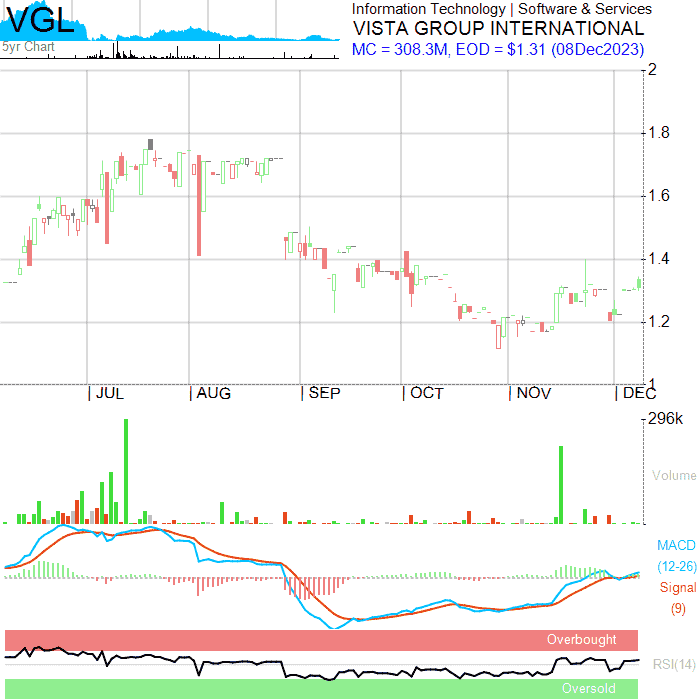 VGL
Information Technology | Software & Services
VISTA GROUP INTERNATIONAL
5yr Chart
MC = 308.3M, EOD = $1.31 (08Dec2023)
2
1.8
1.6
1.4
1.2
1
| JUL | AUG | SEP | OCT | NOV | DEC
296k
Volume
MACD
(12-26)
Signal
(9)
Overbought
RSI(14)
Oversold